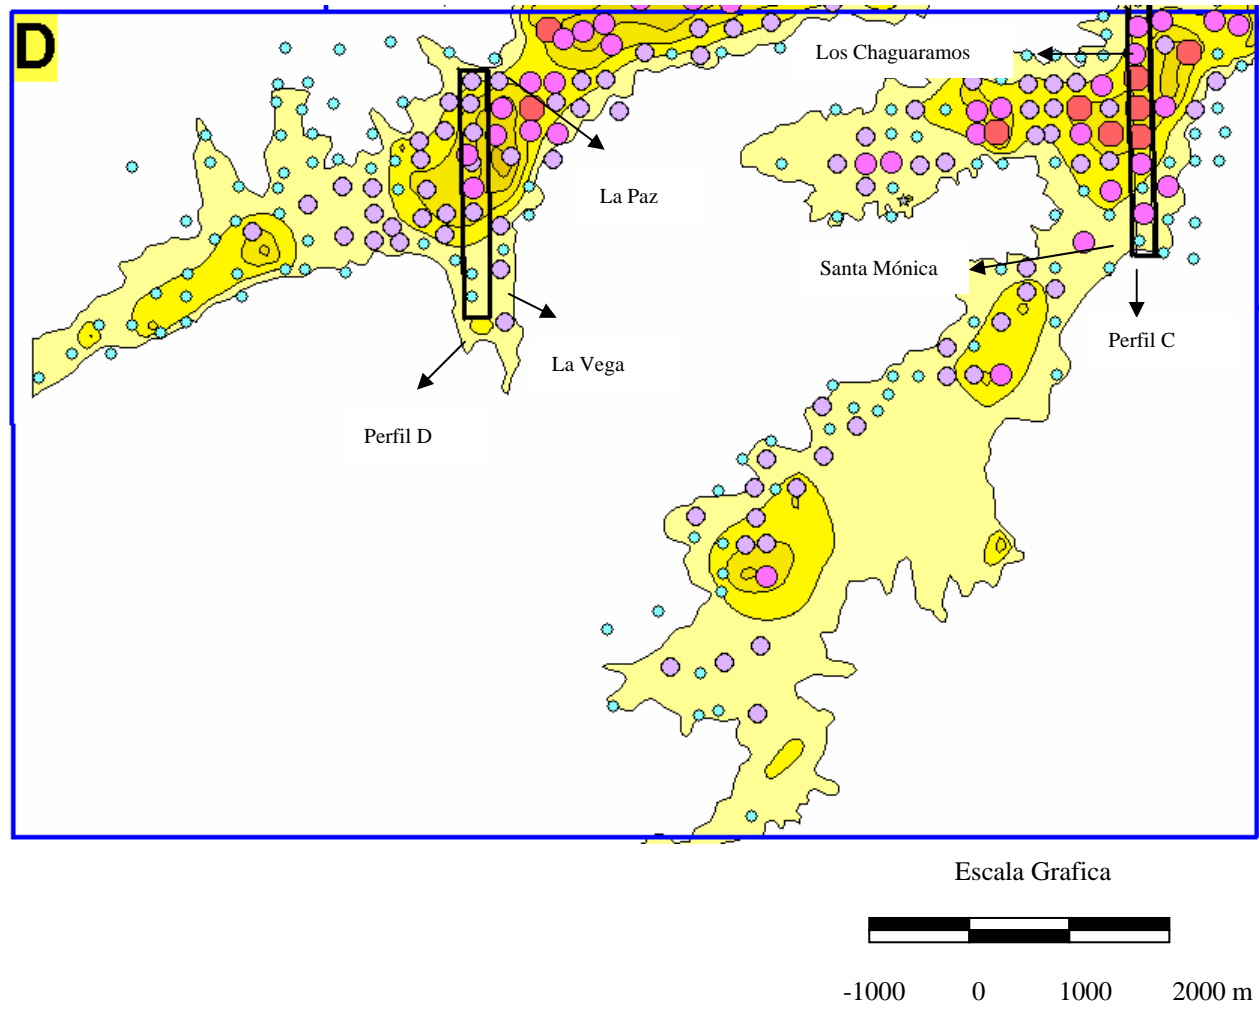 D
Los Chaguaramos
La Paz
Santa Mónica
Perfil C
La Vega
Perfil D
Escala Grafica
-1000 0 1000 2000 m